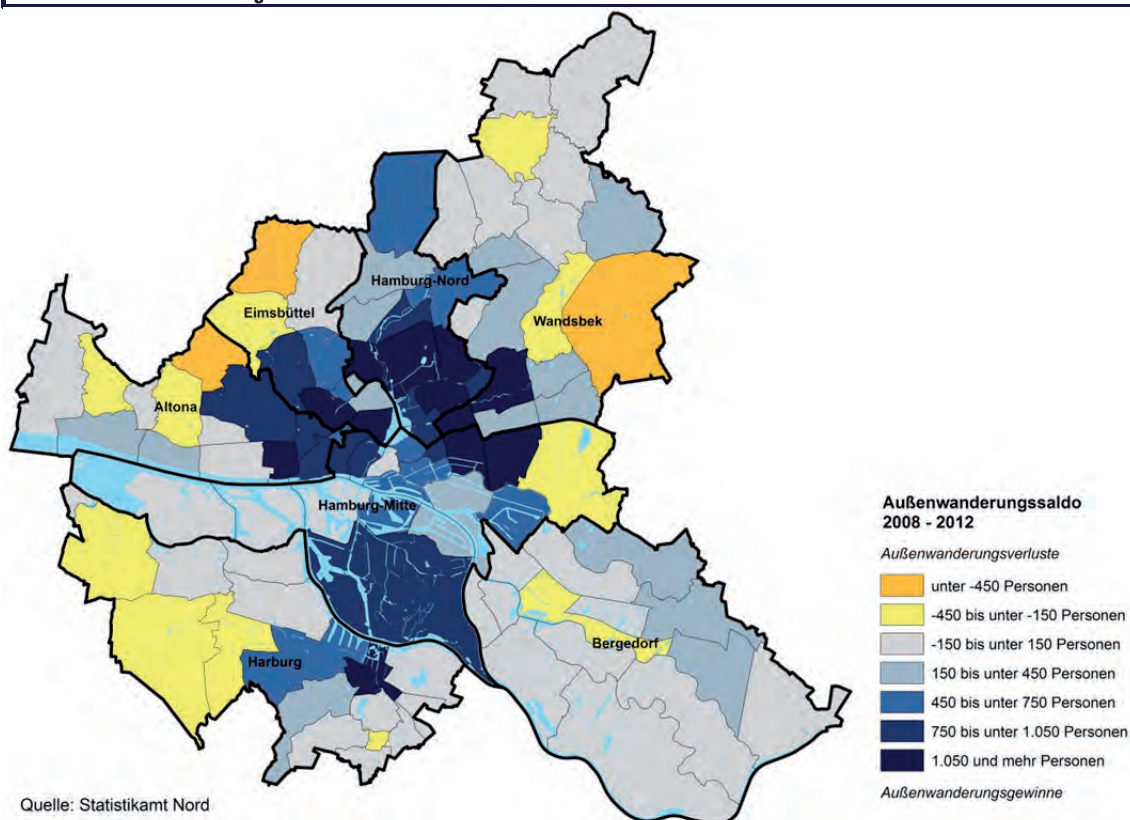 Hamburg-Nord
Eimsbüttel
Wandsbek
Altona
Hamburg-Mitte
Bergedorf
Harburg
Außenwanderungssaldo
2008 - 2012
Außenwanderungsverluste
unter -450 Personen
-450 bis unter -150 Personen
-150 bis unter 150 Personen
150 bis unter 450 Personen
450 bis unter 750 Personen
750 bis unter 1.050 Personen
1.050 und mehr Personen
Außenwanderungsgewinne
Quelle: Statistikamt Nord